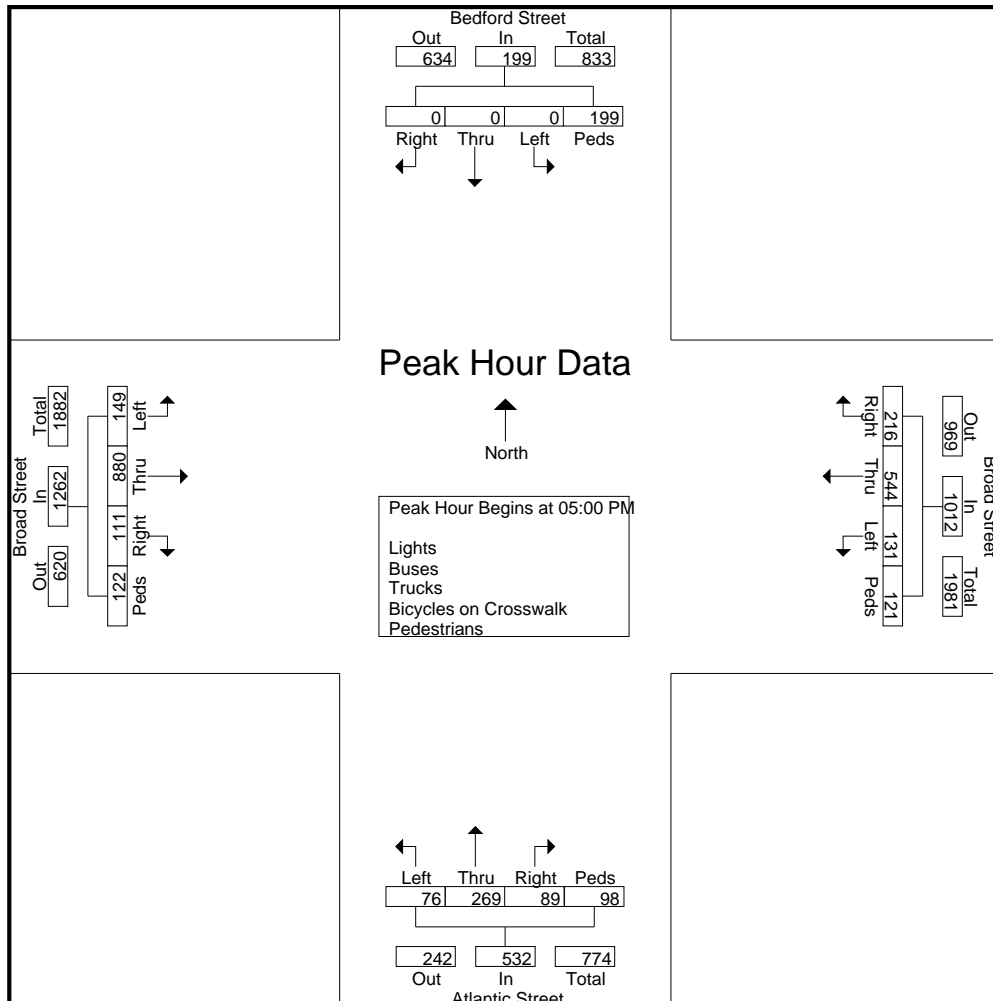 Bedford Street
Out In Total
634 199 833
0 0 0 199
Right Thru Left Peds
Peak Hour Data
North
Peak Hour Begins at 05:00 PM
Lights
Buses
Trucks
Bicycles on Crosswalk
Pedestrians
Broad Street
Total In Out
1882 1262 620
149 880 111 122
Left Thru Right Peds
Broad Street
Out In Total
969 1012 1981
216 544 131 121
Right Thru Left Peds
Left Thru Right Peds
76 269 89 98
242 532 774
Out In Total
Atlantic Street